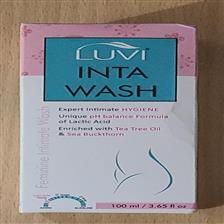 LUVI
INTA
WASH
Expert Intimate HYGIENE
Unique pH balance Formula
of Lactic Acid
Enriched with Tea Tree Oil
& Sea Buckthorn
Feminine Intimate Wash
100 ml / 3.65 fl oz